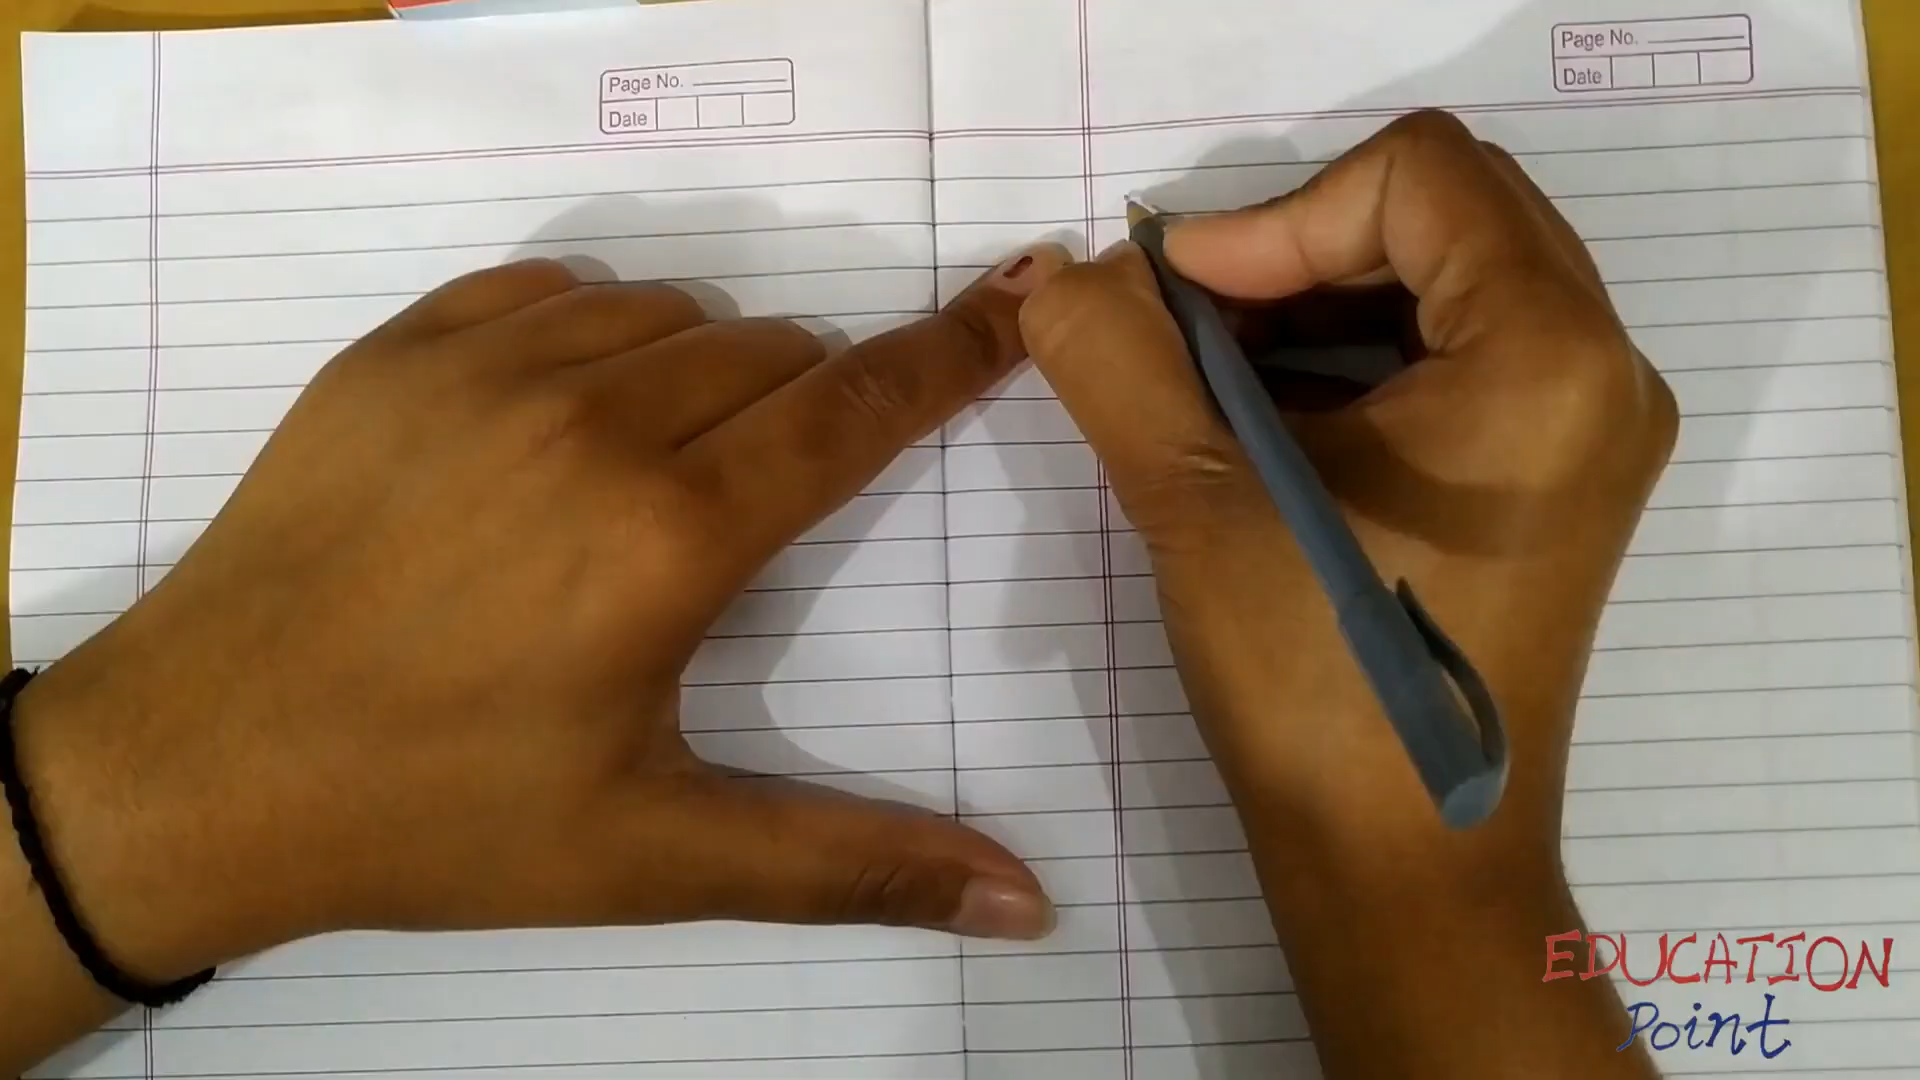 Page No.
Date
Page No.
Date
EDUCATION
Point